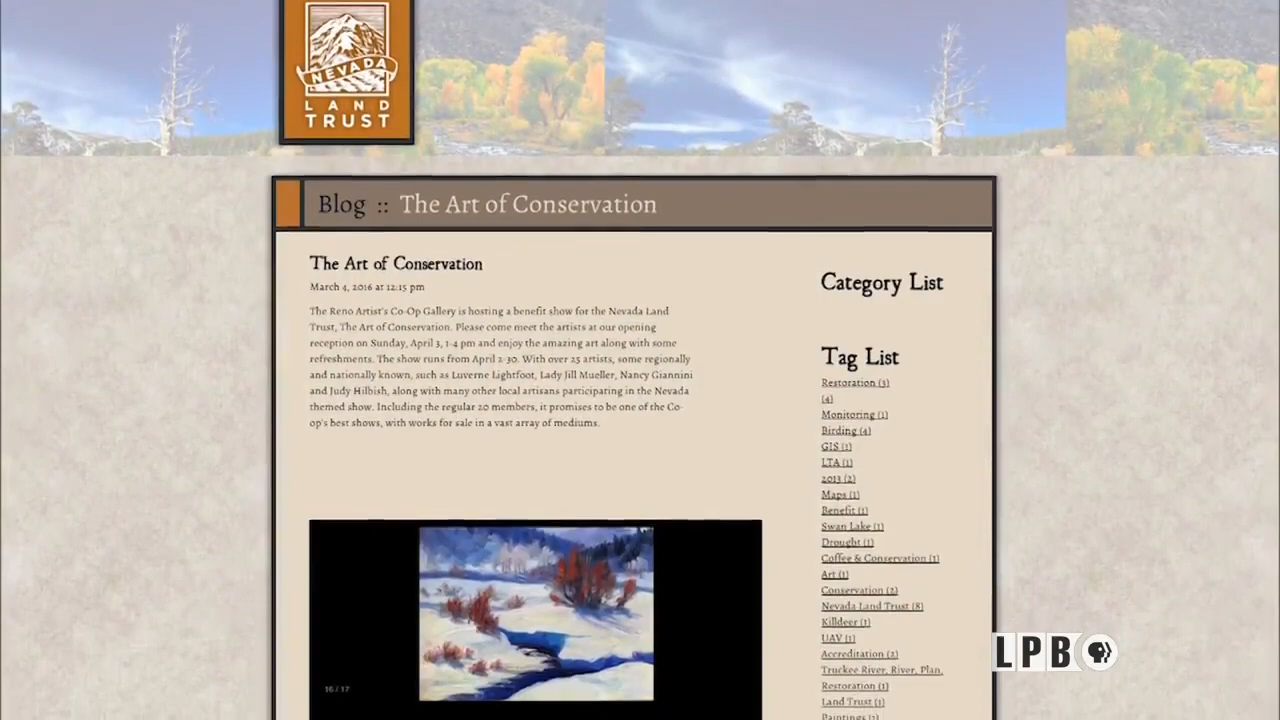 NEVADA
LAND
TRUST
Blog :: The Art of Conservation
The Art of Conservation
March 4, 2016 at 12:15 pm
The Reno Artist's Co-Op Gallery is hosting a benefit show for the Nevada Land
Trust, The Art of Conservation. Please come meet the artists at our opening
reception on Sunday, April 3, 1-4 pm and enjoy the amazing art along with some
refreshments. The show runs from April 2-30. With over 25 artists, some regionally
and nationally known, such as Luverne Lightfoot, Lady Jill Mueller, Nancy Giannini
and Judy Hilbish, along with many other local artisans participating in the Nevada
themed show. Including the regular 20 members, it promises to be one of the Co-
op's best shows, with works for sale in a vast array of mediums.
16 / 17
Category List
Tag List
Restoration (3)
(4)
Monitoring (1)
Birding (4)
GIS (1)
LTA (1)
2013 (2)
Maps (1)
Benefit (1)
Swan Lake (1)
Drought (1)
Coffee & Conservation (1)
Art (1)
Conservation (2)
Nevada Land Trust (8)
Killdeer (1)
UAV (1)
Accreditation (2)
Truckee River, River, Plan,
Restoration (1)
Land Trust (1)
Paintings (1)
LPB